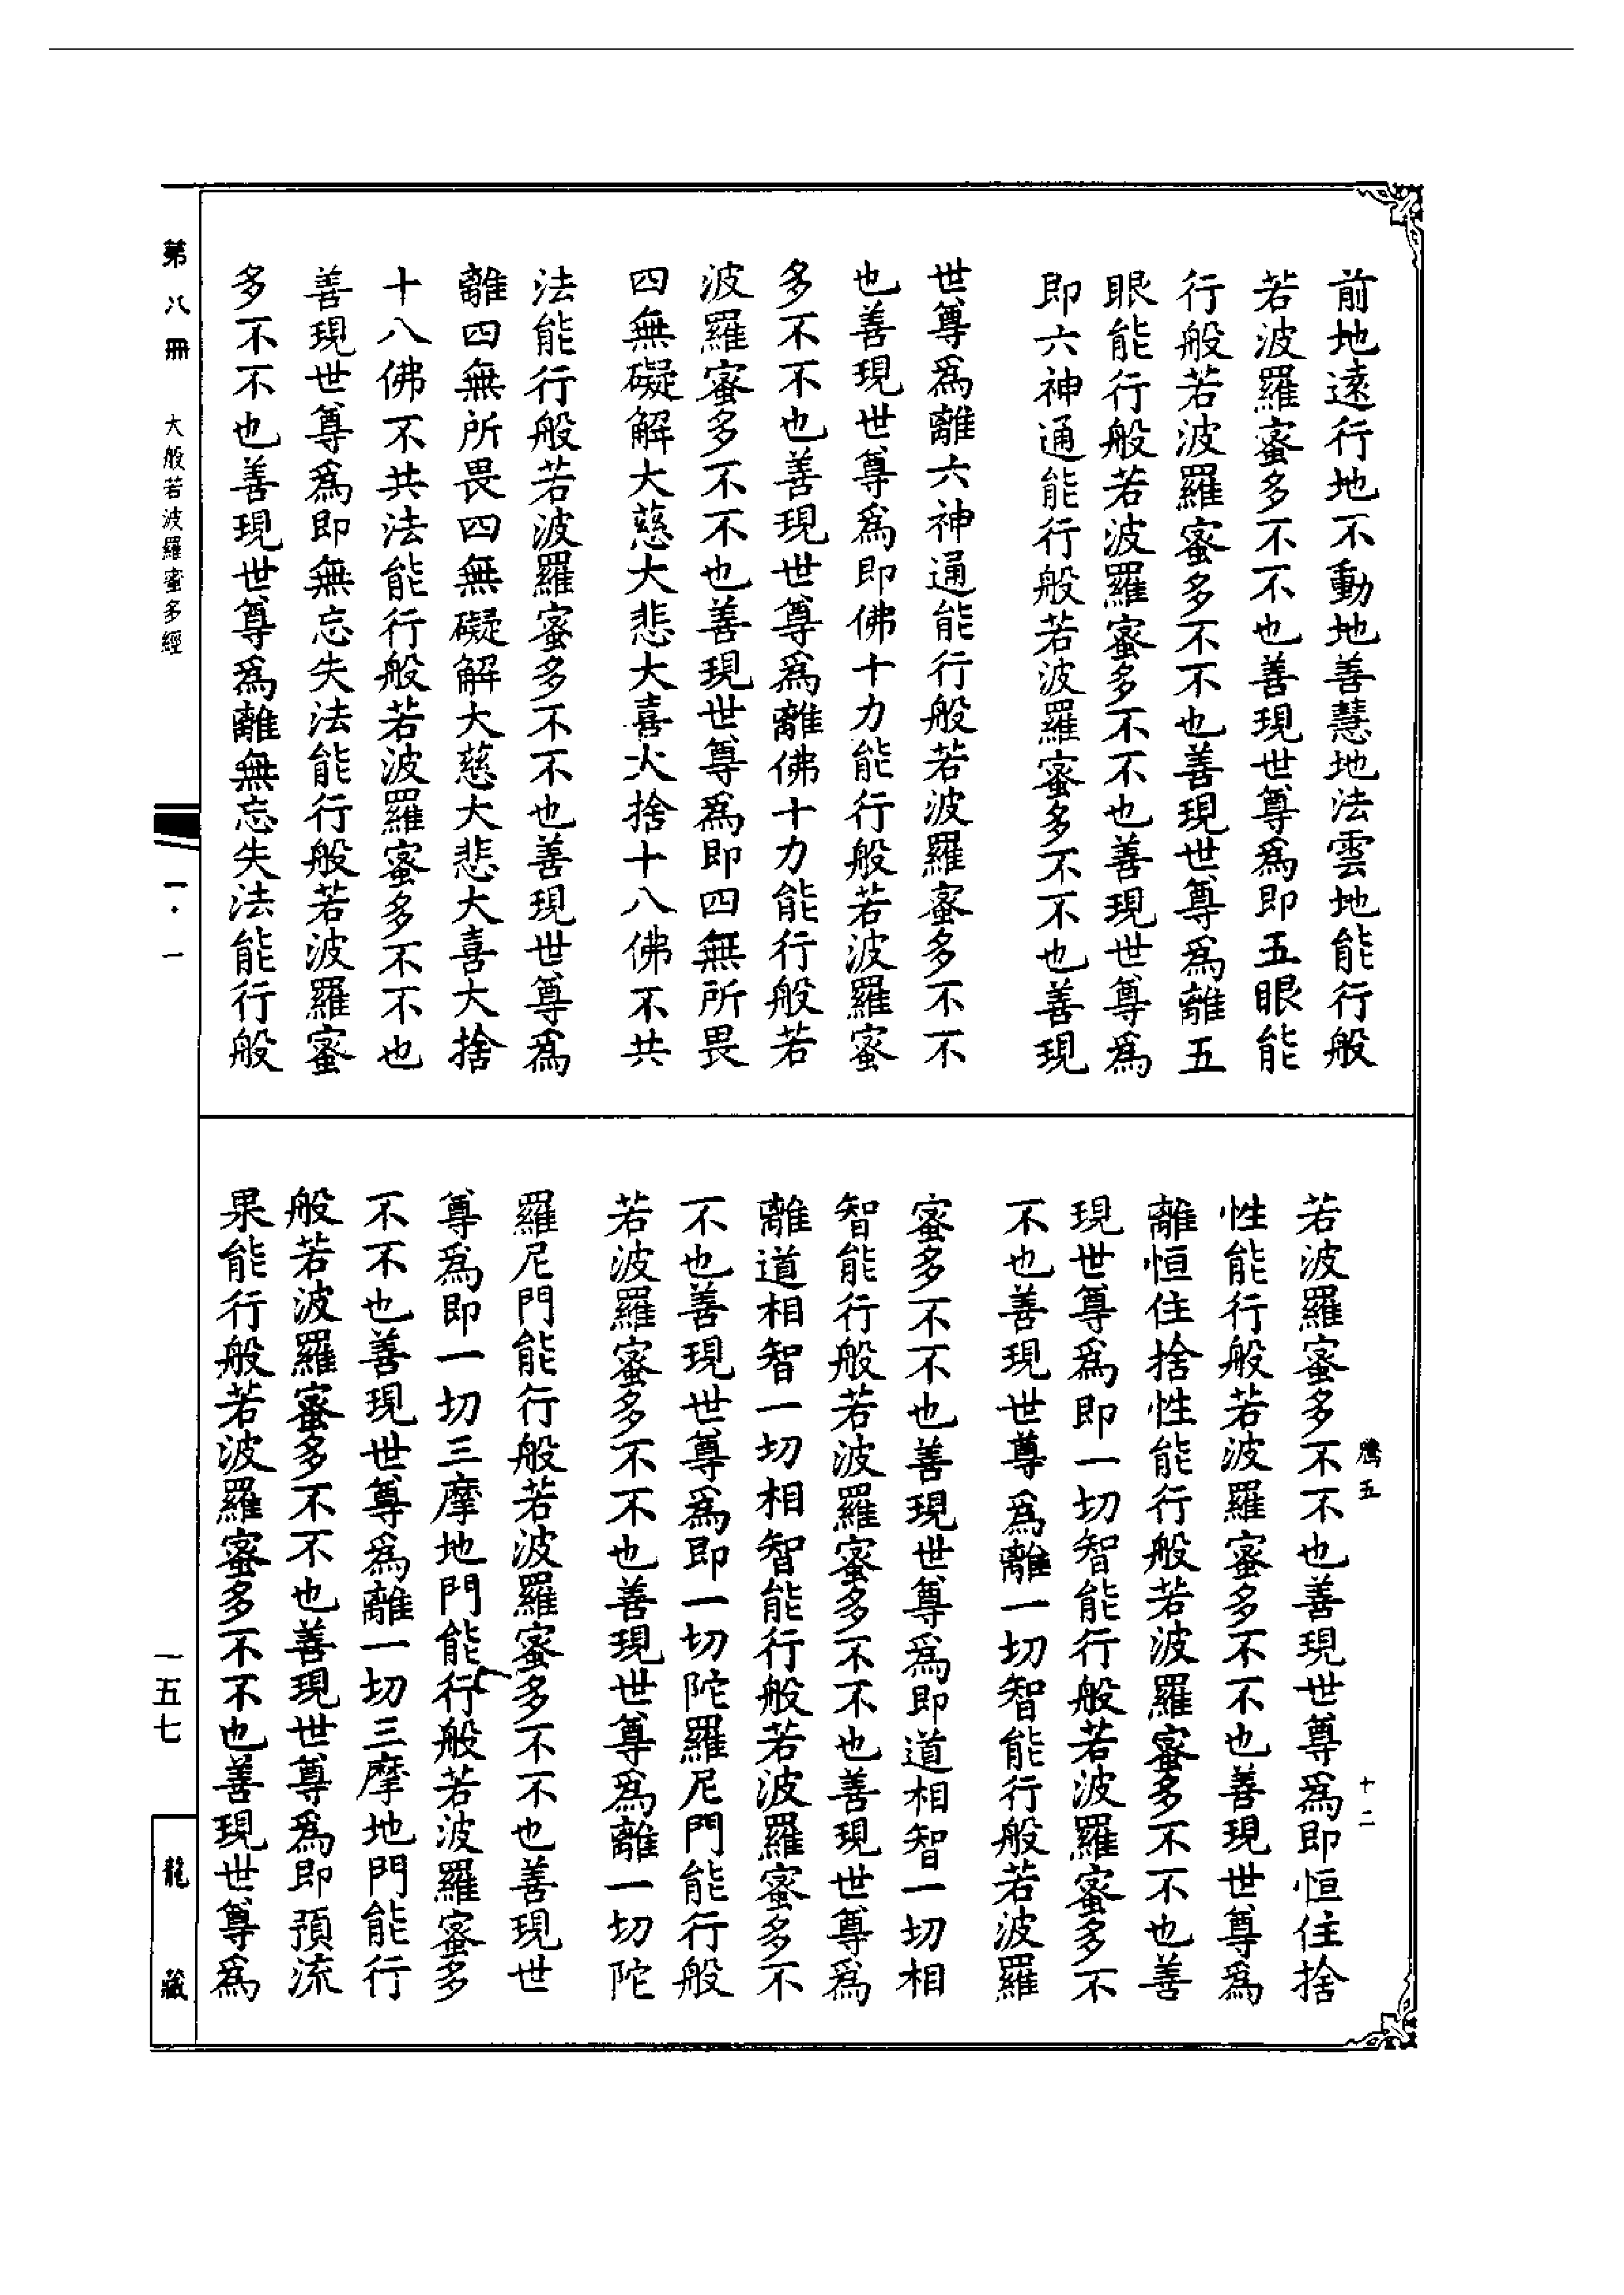 前地遠行地不動地善慧地法雲地能行般
若波羅蜜多不不也善現世尊爲即五眼能
行般若波羅蜜多不不也善現世尊爲離五
眼能行般若波羅蜜多不不也善現世尊爲
即六神通能行般若波羅蜜多不不也善現
世尊爲離六神通能行般若波羅蜜多不不
也善現世尊爲即佛十力能行般若波羅蜜
多不不也善現世尊爲離佛十力能行般若
波羅蜜多不不也善現世尊爲即四無所畏
四無礙解大慈大悲大喜大捨十八佛不共
法能行般若波羅蜜多不不也善現世尊爲
離四無所畏四無礙解大慈大悲大喜大捨
十八佛不共法能行般若波羅蜜多不不也
善現世尊爲即無忘失法能行般若波羅蜜
多不不也善現世尊爲離無忘失法能行般
鴈五
十二
若波羅蜜多不不也善現世尊爲即恒住捨
性能行般若波羅蜜多不不也善現世尊爲
離恒住捨性能行般若波羅蜜多不不也善
現世尊爲即一切智能行般若波羅蜜多不
不也善現世尊爲離一切智能行般若波羅
蜜多不不也善現世尊爲即道相智一切相
智能行般若波羅蜜多不不也善現世尊爲
離道相智一切相智能行般若波羅蜜多不
不也善現世尊爲即一切陀羅尼門能行般
若波羅蜜多不不也善現世尊爲離一切陀
羅尼門能行般若波羅蜜多不不也善現世
尊爲即一切三摩地門能行般若波羅蜜多
不不也善現世尊爲離一切三摩地門能行
般若波羅蜜多不不也善現世尊爲即預流
果能行般若波羅蜜多不不也善現世尊爲
第八冊 大般若波羅蜜多經 一·一
一五七
龍藏